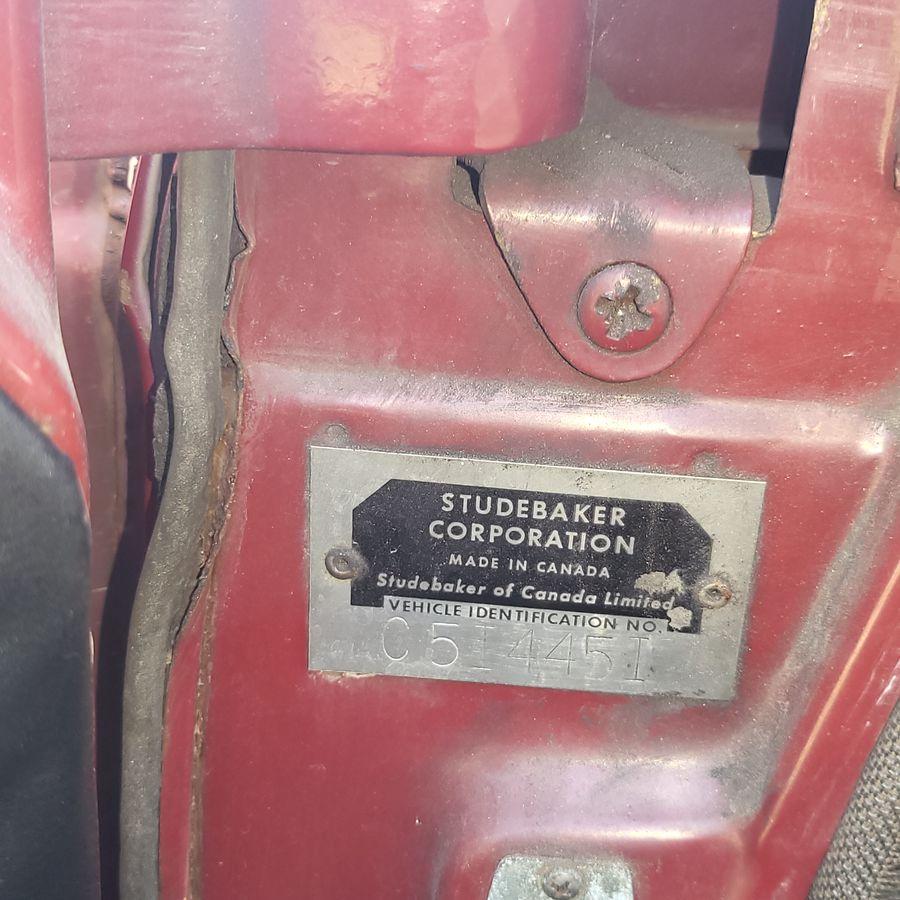 STUDEBAKER
CORPORATION
MADE IN CANADA
Studebaker of Canada Limited
VEHICLE IDENTIFICATION NO.
C514451